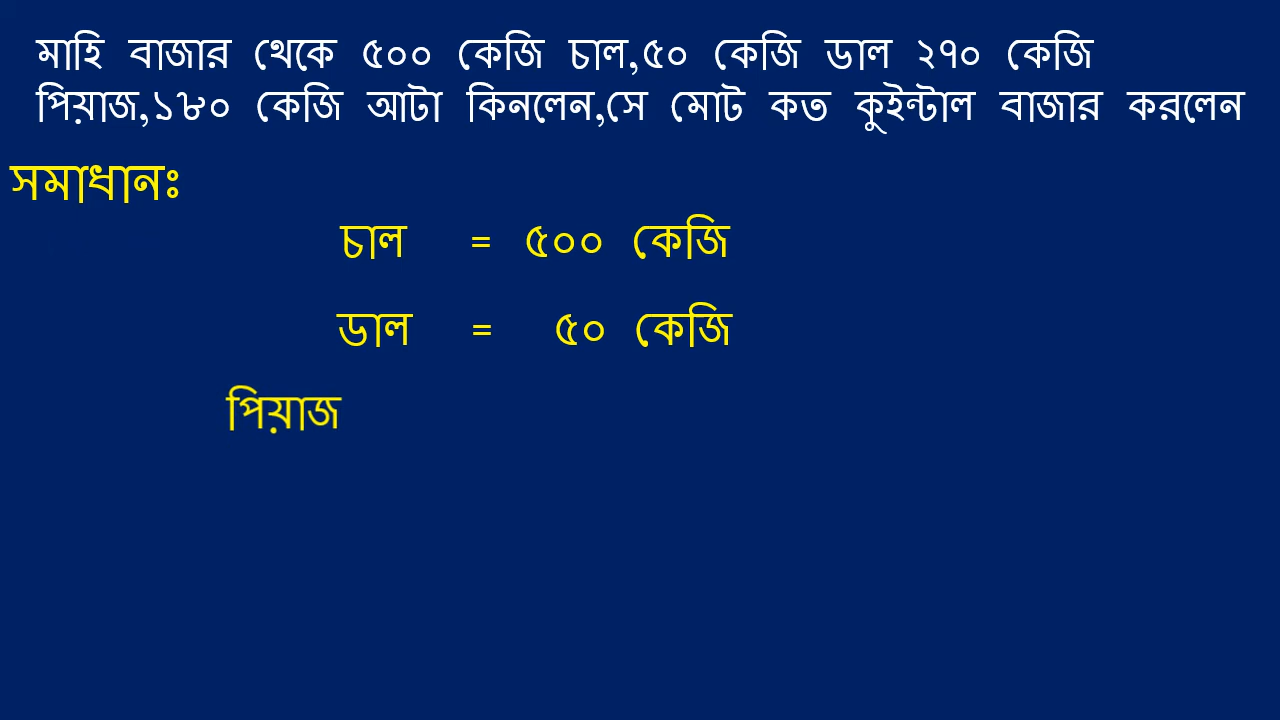 মাহি বাজার থেকে ৫০০ কেজি চাল,৫০ কেজি ডাল ২৭০ কেজি
পিয়াজ,১৮০ কেজি আটা কিনলেন,সে মোট কত কুইন্টাল বাজার করলেন
সমাধানঃ
চাল = ৫০০ কেজি
ডাল = ৫০ কেজি
পিয়াজ